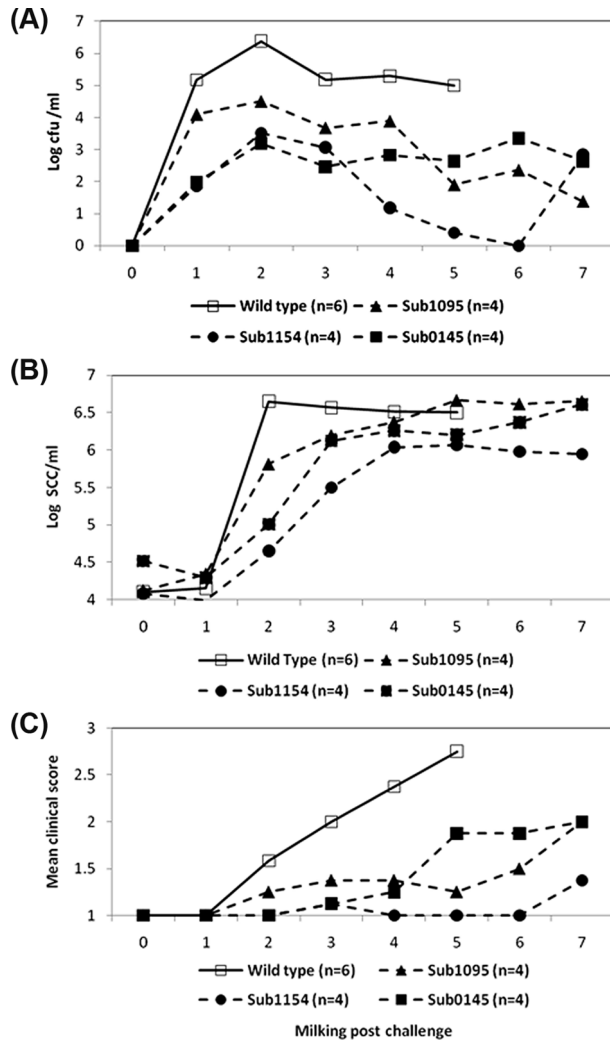 (A)
Log cfu /ml
7
6
5
4
3
2
1
0
0 1 2 3 4 5 6 7
Wild type (n=6) Sub1095 (n=4)
Sub1154 (n=4) Sub0145 (n=4)
(B)
Log SCC/ml
7
6.5
6
5.5
5
4.5
4
0 1 2 3 4 5 6 7
Wild Type (n=6) Sub1095 (n=4)
Sub1154 (n=4) Sub0145 (n=4)
(C)
Mean clinical score
3
2.5
2
1.5
1
0 1 2 3 4 5 6 7
Wild type (n=6) Sub1095 (n=4)
Sub1154 (n=4) Sub0145 (n=4)
Milking post challenge